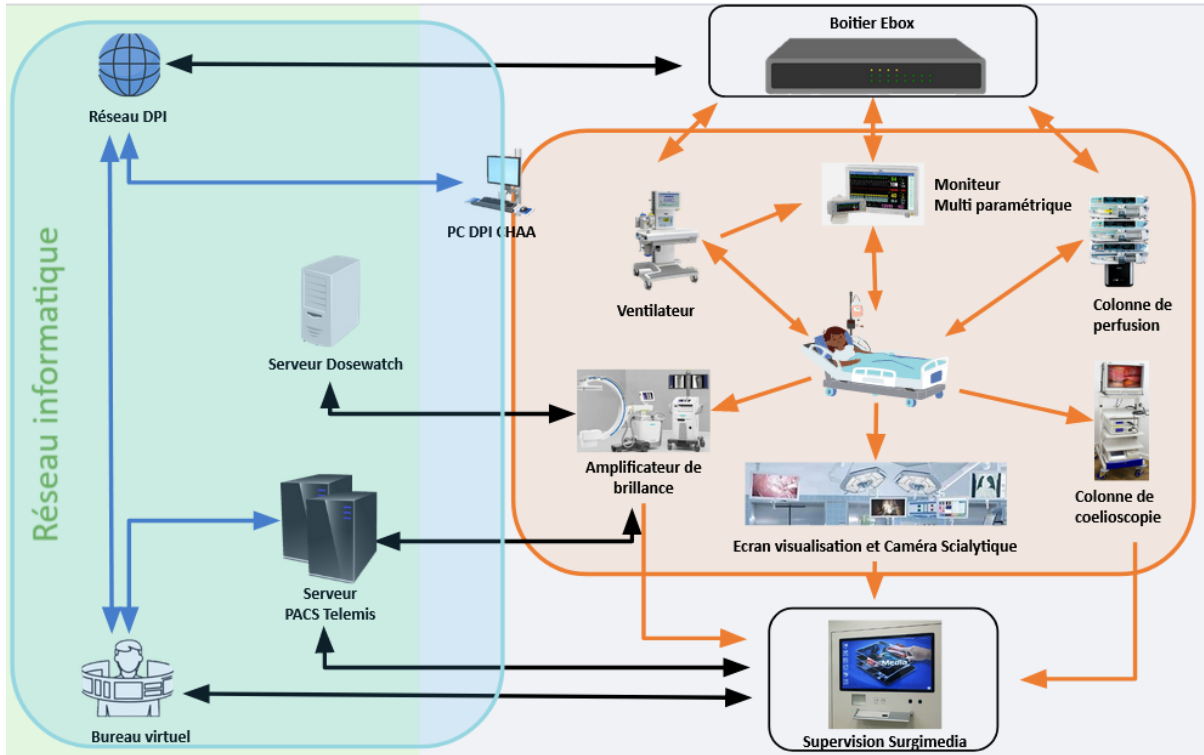 Boitier Ebox
Réseau DPI
Réseau informatique
PC DPI CHAA
Moniteur
Multi paramétrique
Ventilateur
Colonne de
perfusion
Serveur Dosewatch
Amplificateur de
brillance
Ecran visualisation et Caméra Scialytique
Colonne de
coelioscopie
Serveur
PACS Telemis
Media
Bureau virtuel
Supervision Surgimedia